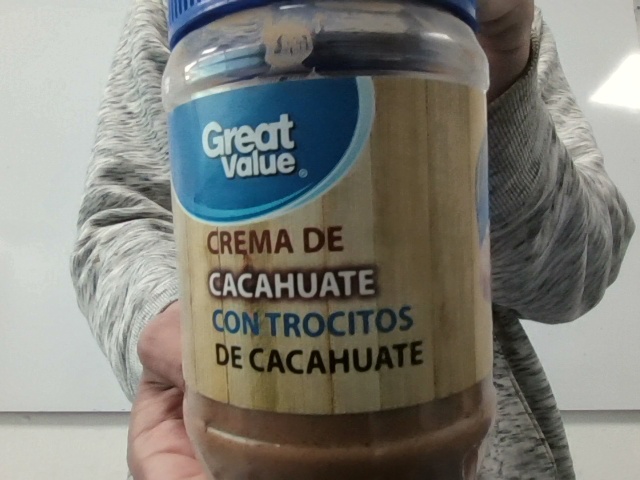 Great
Value®
CREMA DE
CACAHUATE
CON TROCITOS
DE CACAHUATE